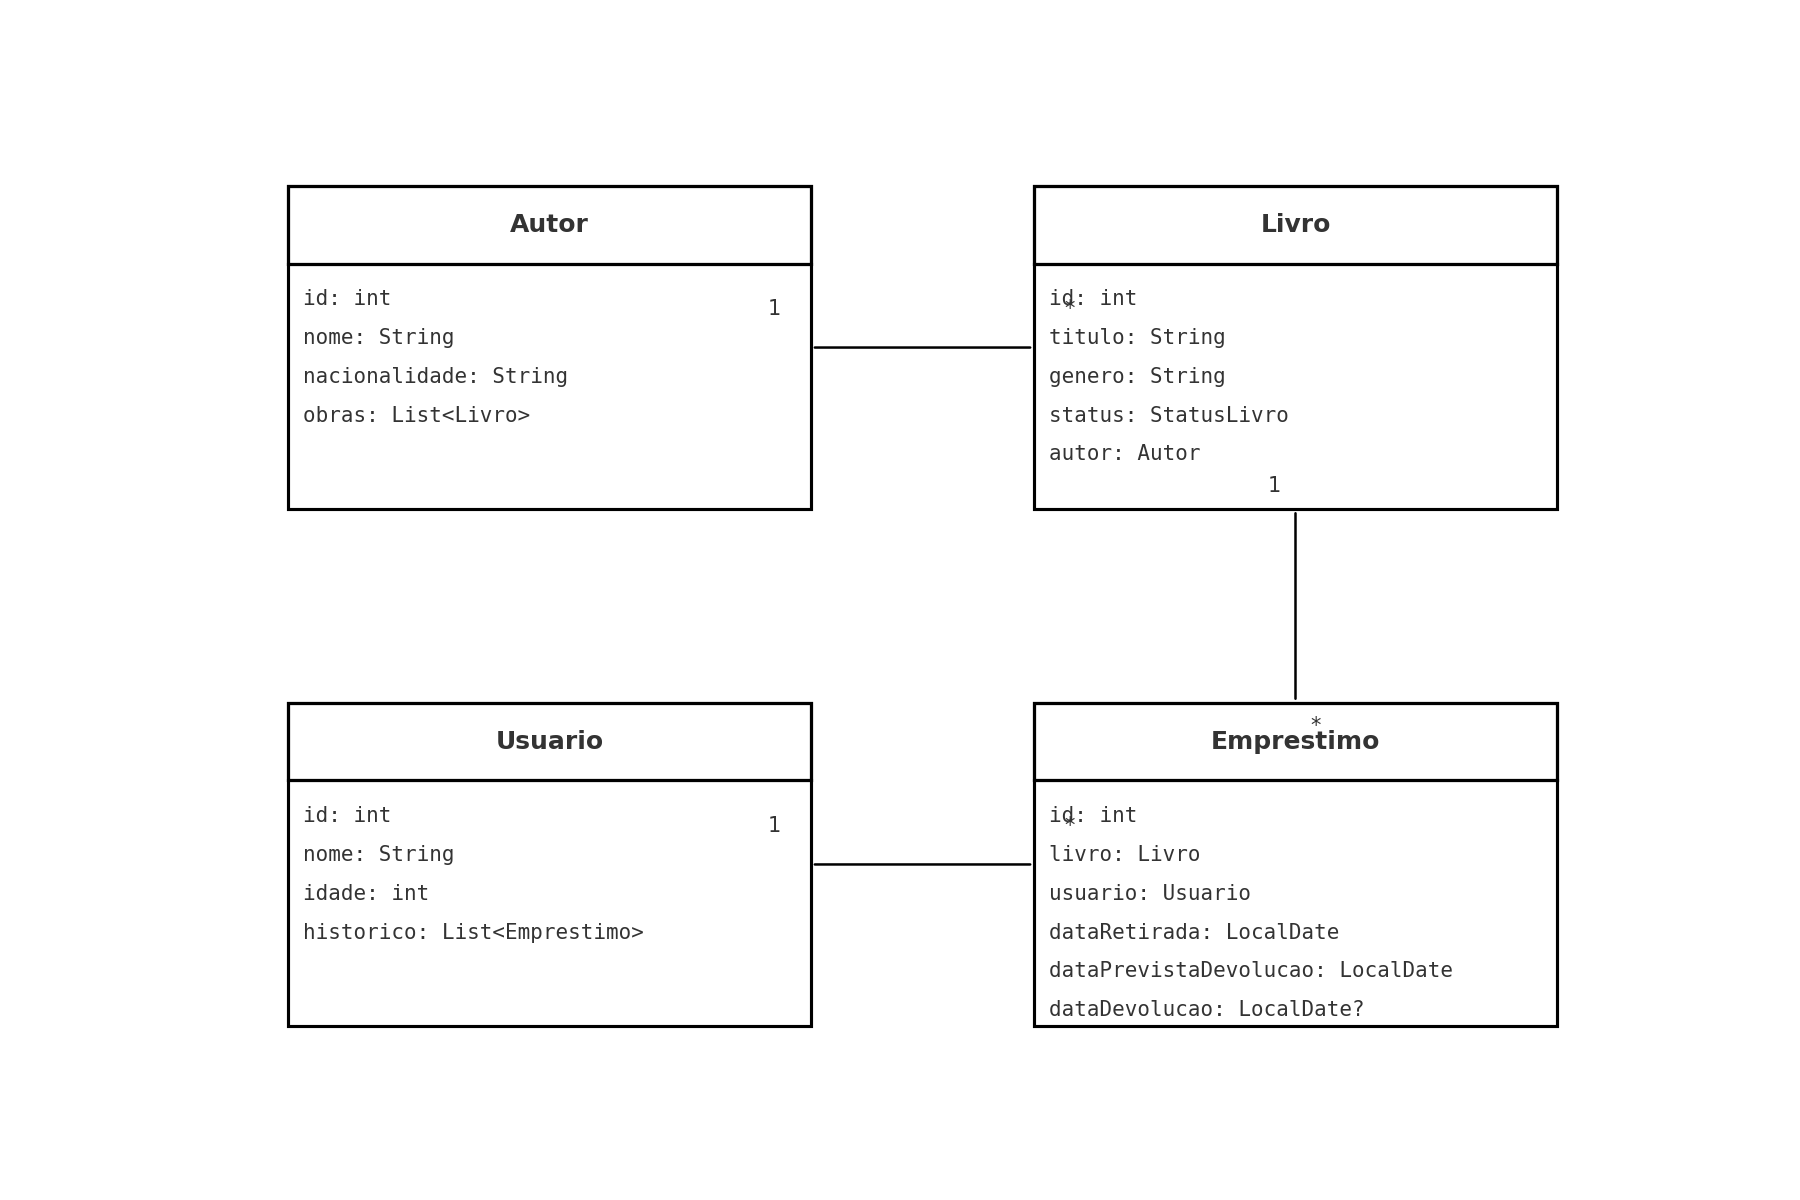 Autor
id: int
nome: String
nacionalidade: String
obras: List<Livro>
1
Livro
*
id: int
titulo: String
genero: String
status: StatusLivro
autor: Autor
1
Usuario
id: int
nome: String
idade: int
historico: List<Emprestimo>
1
*
Emprestimo
*
id: int
livro: Livro
usuario: Usuario
dataRetirada: LocalDate
dataPrevistaDevolucao: LocalDate
dataDevolucao: LocalDate?